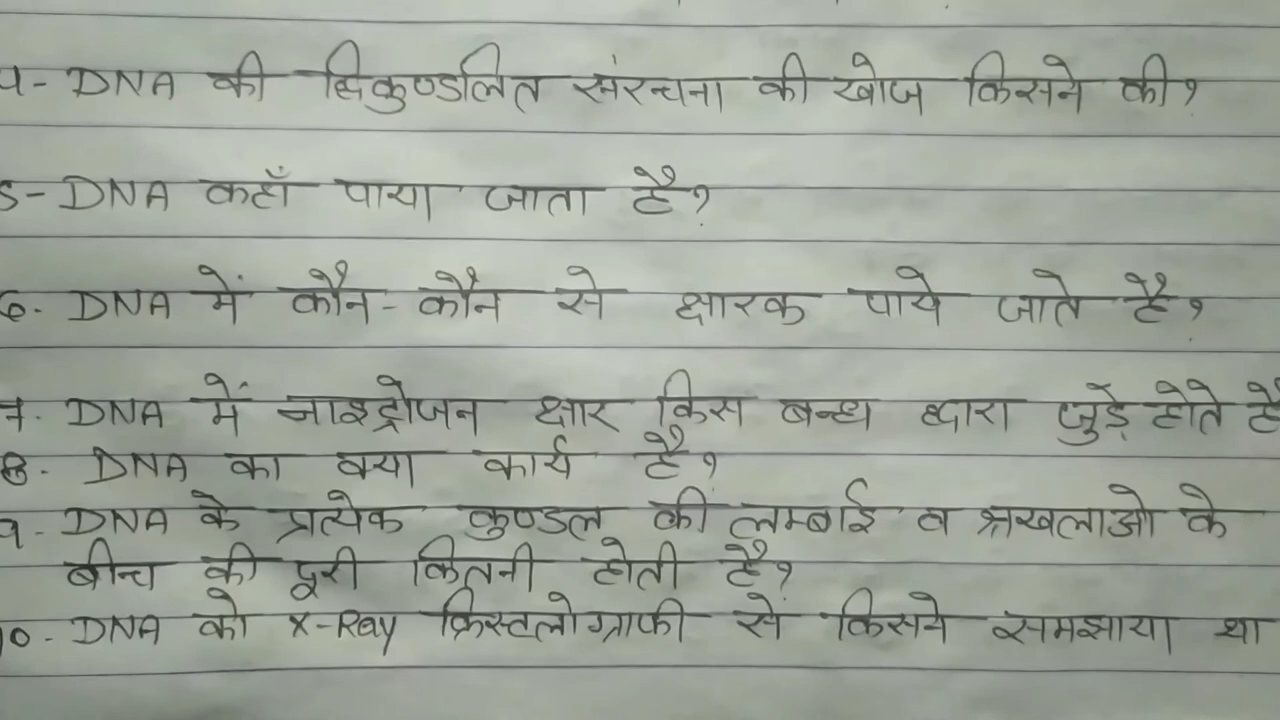 4- DNA की द्विकुण्डलित संरचना की खोज किसने की?
5- DNA कहाँ पाया जाता है?
6. DNA में कौन-कौन से क्षारक पाये जाते है?
7. DNA में नाइट्रोजन क्षार किस बन्ध द्वारा जुड़े होते है
8. DNA का क्या कार्य है?
9. DNA के प्रत्येक कुण्डल की लम्बाई व श्रृखलाओ के
बीच की दूरी कितनी होती है?
10. DNA को X-Ray क्रिस्टलोग्राफी से किसने समझाया था